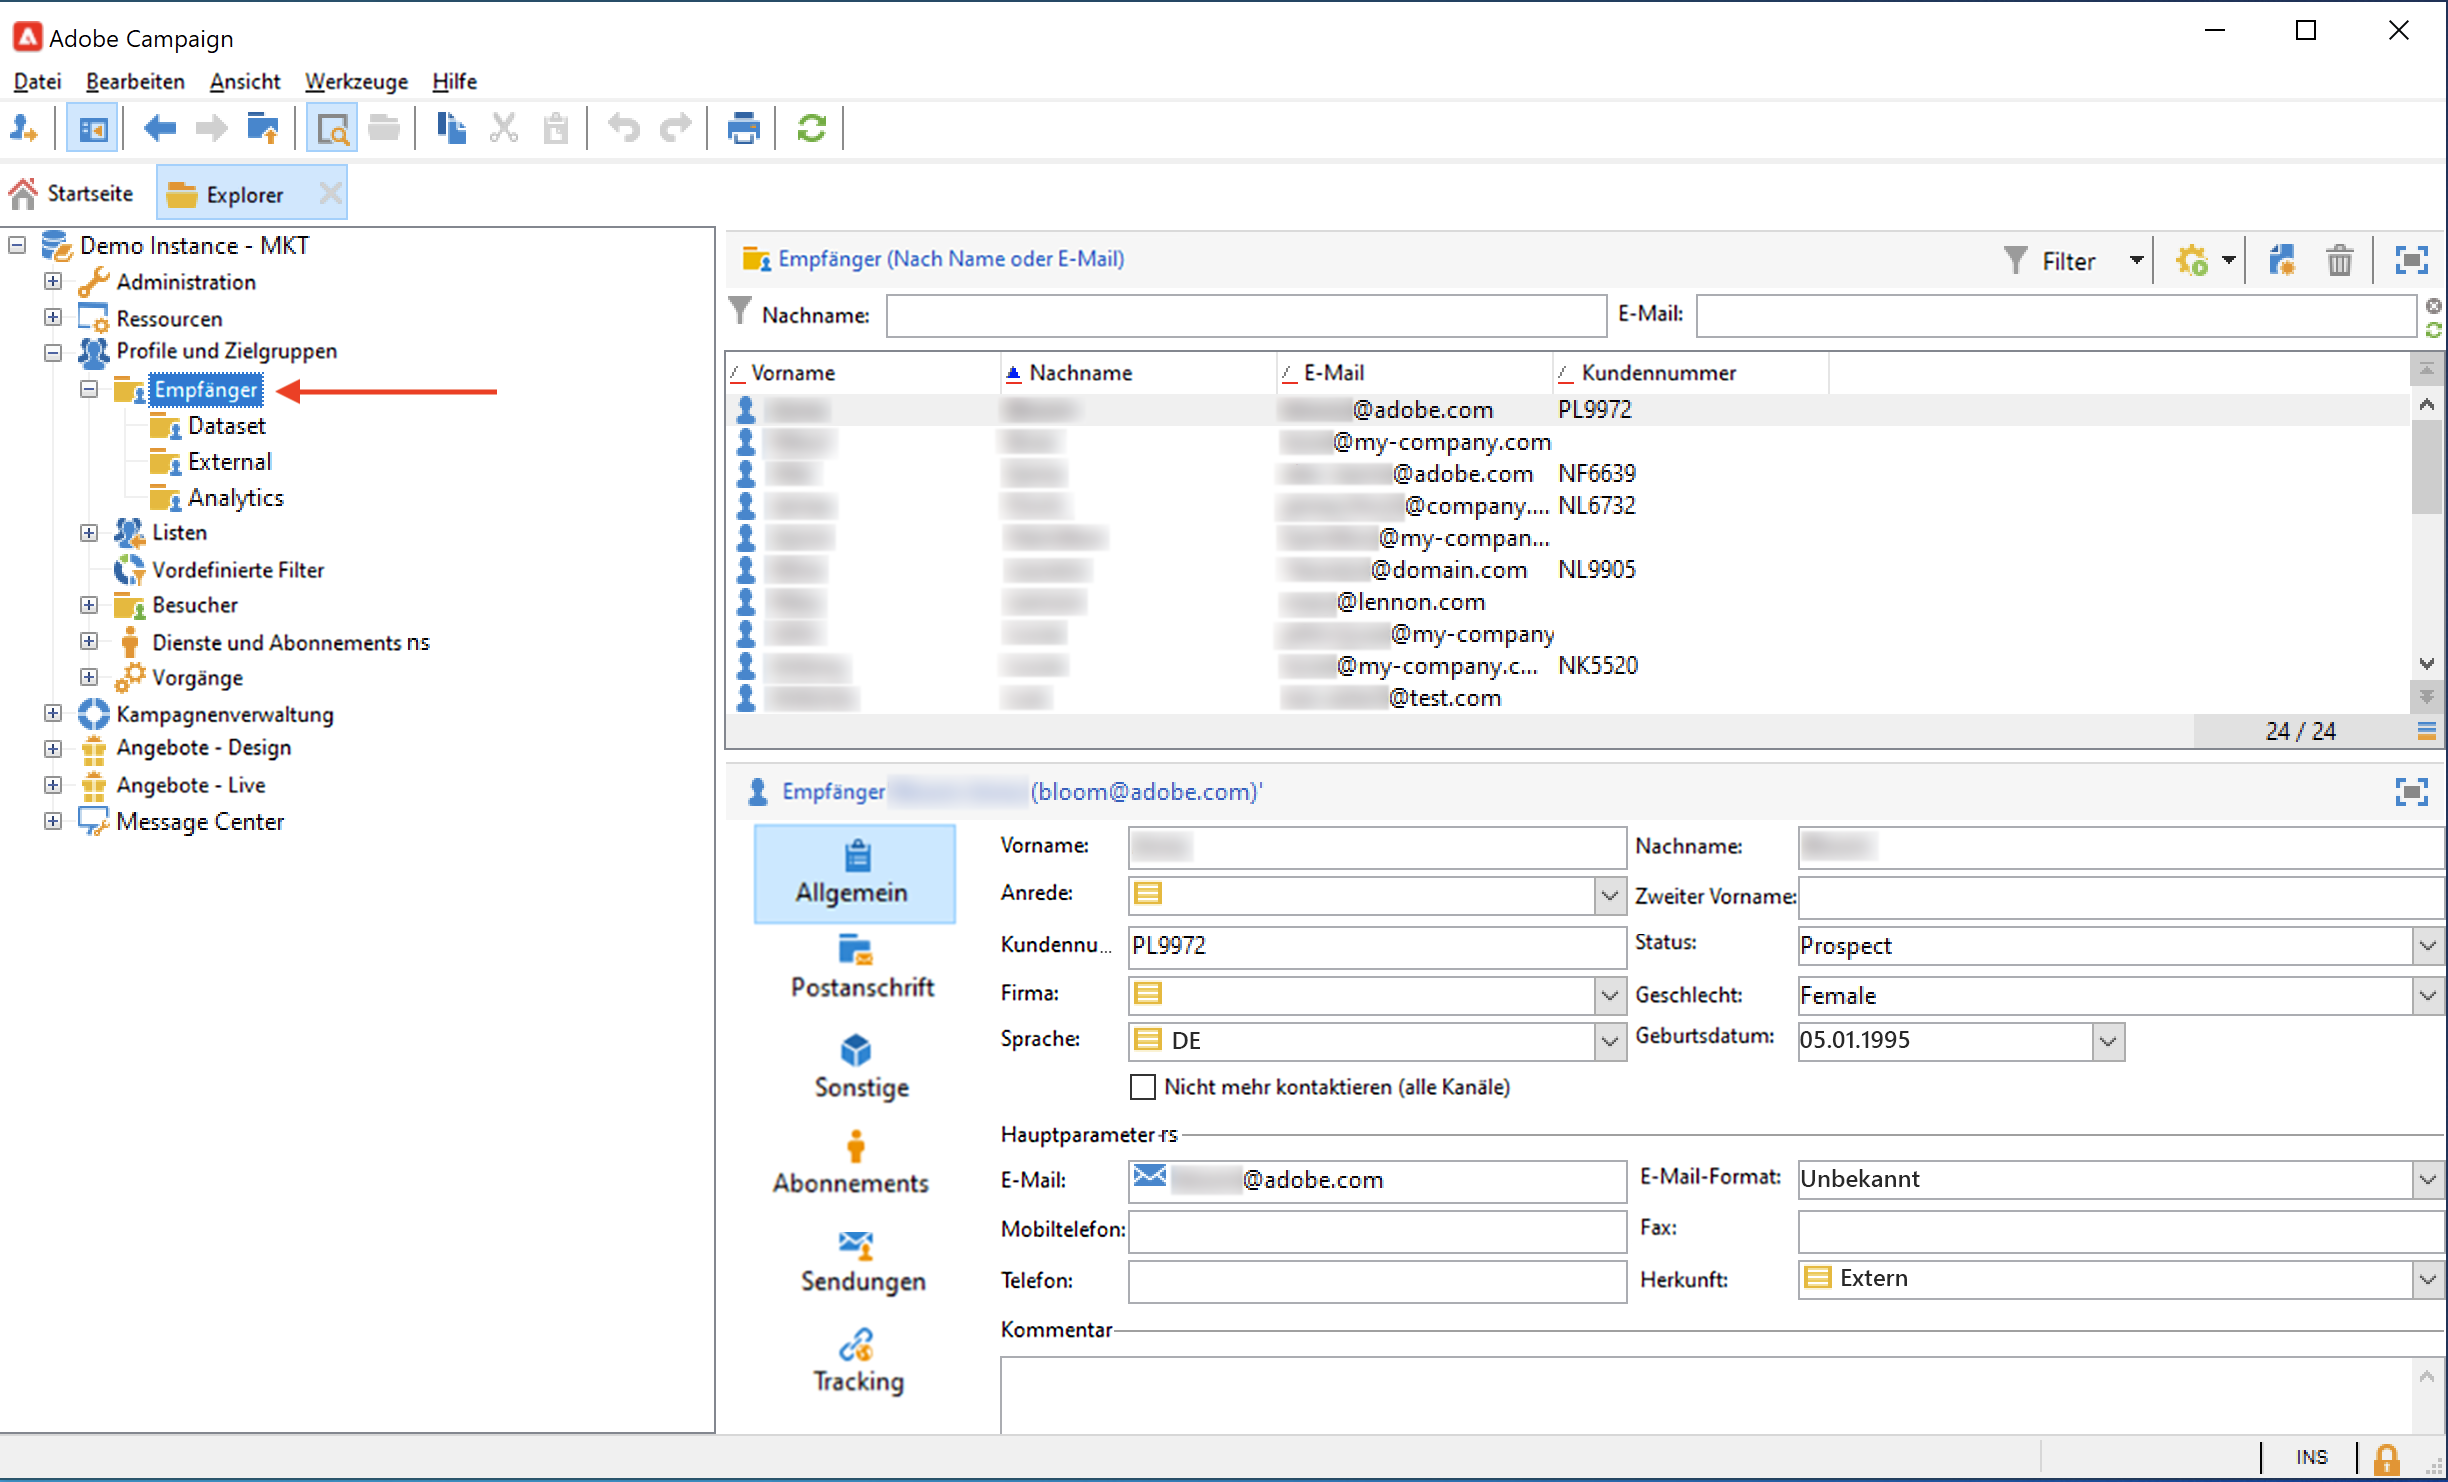 Adobe Campaign
Datei Bearbeiten Ansicht Werkzeuge Hilfe
Startseite Explorer
Demo Instance - MKT
Administration
Ressourcen
Profile und Zielgruppen
Empfänger
Dataset
External
Analytics
Listen
Vordefinierte Filter
Besucher
Dienste und Abonnements ns
Vorgänge
Kampagnenverwaltung
Angebote - Design
Angebote - Live
Message Center
Empfänger (Nach Name oder E-Mail) Filter
Nachname: E-Mail:
Vorname Nachname E-Mail Kundennummer
@adobe.com PL9972
@my-company.com
@adobe.com NF6639
@company.... NL6732
@my-compan...
@domain.com NL9905
@lennon.com
@my-company
@my-company.c... NK5520
@test.com
24 / 24
Empfänger (bloom@adobe.com)'
Allgemein
Postanschrift
Sonstige
Abonnements
Sendungen
Tracking
Vorname: Nachname:
Anrede: Zweiter Vorname:
Kundennu... PL9972 Status: Prospect
Firma: Geschlecht: Female
Sprache: DE Geburtsdatum: 05.01.1995
Nicht mehr kontaktieren (alle Kanäle)
Hauptparameter rs
E-Mail: @adobe.com E-Mail-Format: Unbekannt
Mobiltelefon: Fax:
Telefon: Herkunft: Extern
Kommentar
INS